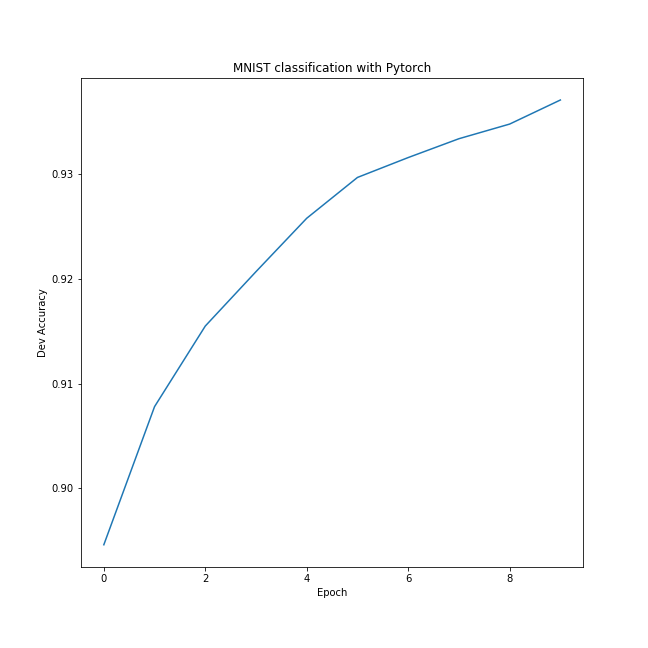 MNIST classification with Pytorch
0.93
0.92
0.91
0.90
Dev Accuracy
0 2 4 6 8
Epoch